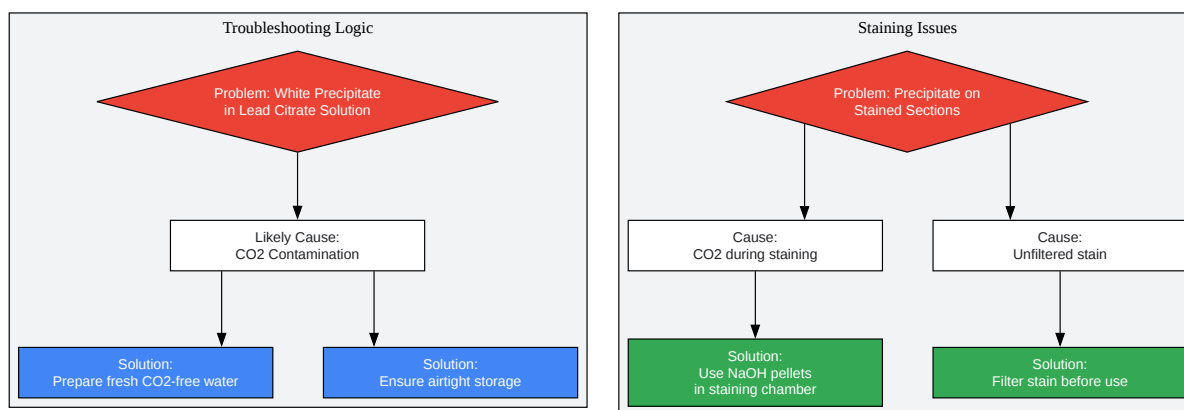 Troubleshooting Logic
Problem: White Precipitate
in Lead Citrate Solution
Likely Cause:
CO2 Contamination
Solution:
Prepare fresh CO2-free water
Solution:
Ensure airtight storage
Staining Issues
Problem: Precipitate on
Stained Sections
Cause:
CO2 during staining
Cause:
Unfiltered stain
Solution:
Use NaOH pellets
in staining chamber
Solution:
Filter stain before use